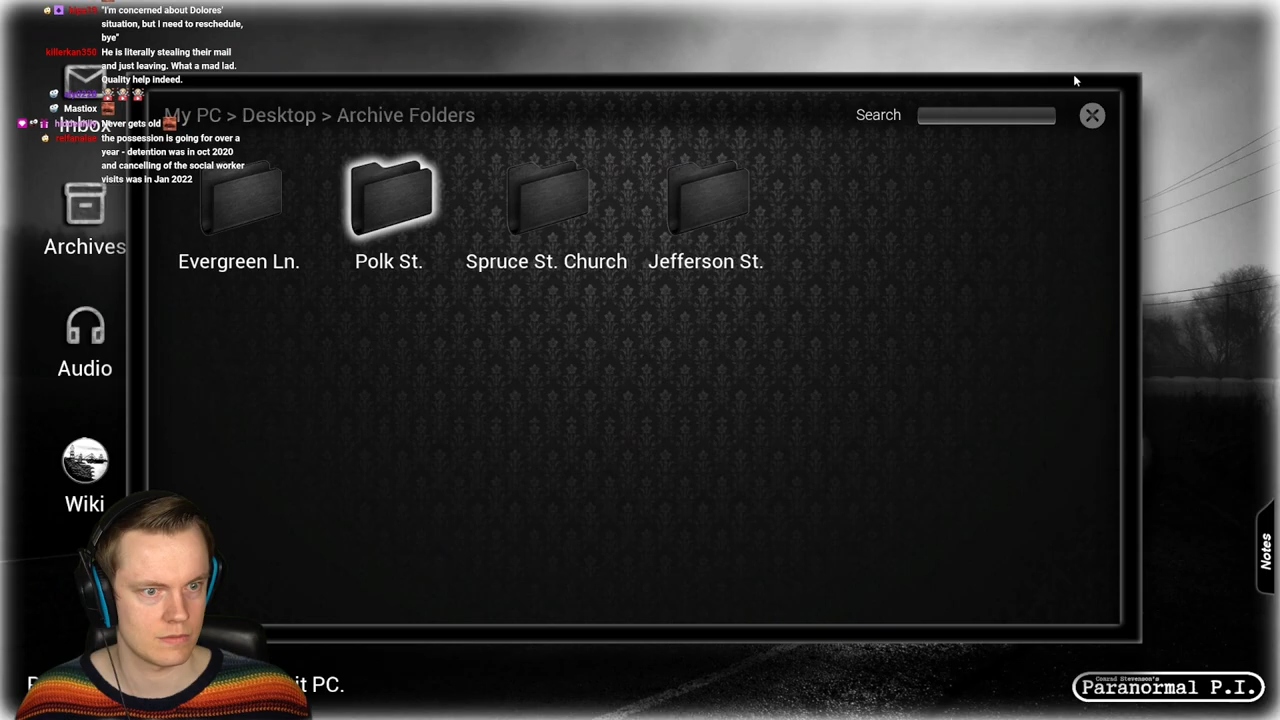 "I'm concerned about Dolores'
situation, but I need to reschedule,
bye"
killerkan350 He is literally stealing their mail
and just leaving. What a mad lad.
Quality help indeed.
Mastiox
Never gets old
the possession is going for over a
year - detention was in oct 2020
and cancelling of the social worker
visits was in Jan 2022
Inbox
My PC > Desktop > Archive Folders
Search
Archives
Evergreen Ln.
Polk St.
Spruce St. Church
Jefferson St.
Audio
Wiki
Notes
it PC.
Conrad Stevenson's
Paranormal P.I.